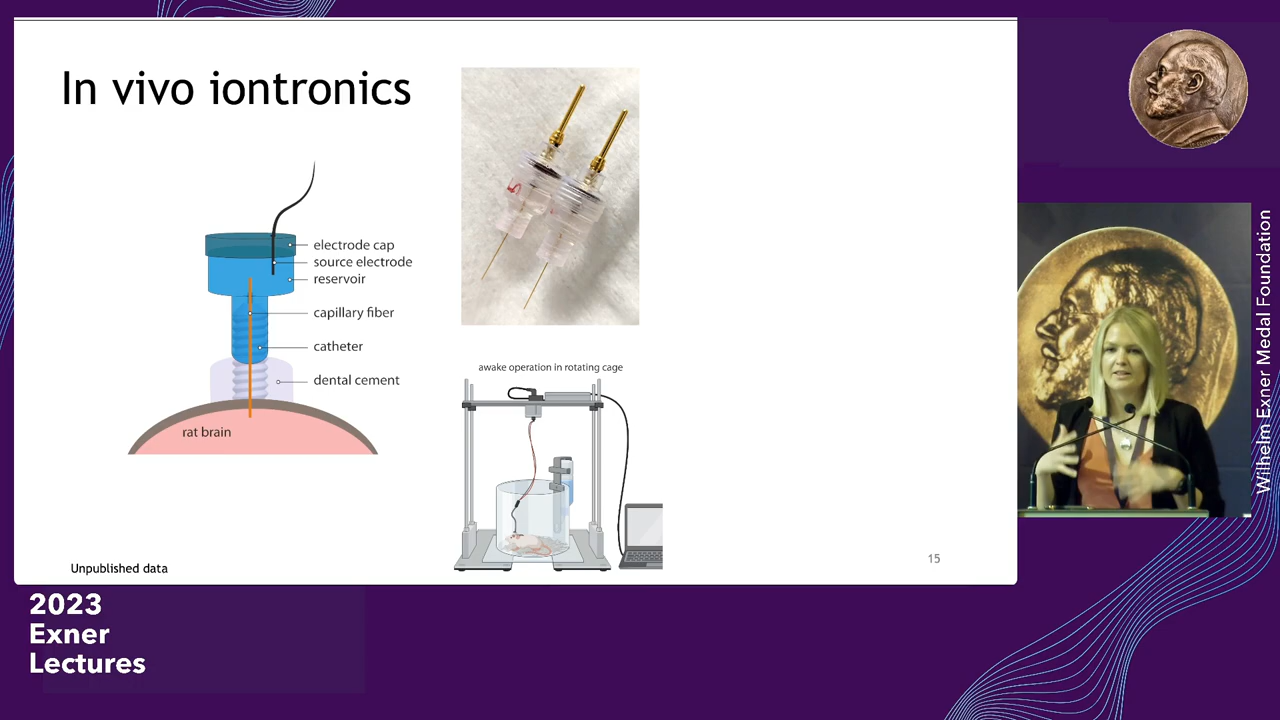 In vivo iontronics
electrode cap
source electrode
reservoir
capillary fiber
catheter
dental cement
rat brain
awake operation in rotating cage
Unpublished data
15
2023
Exner
Lectures
Wilhelm Exner Medal Foundation